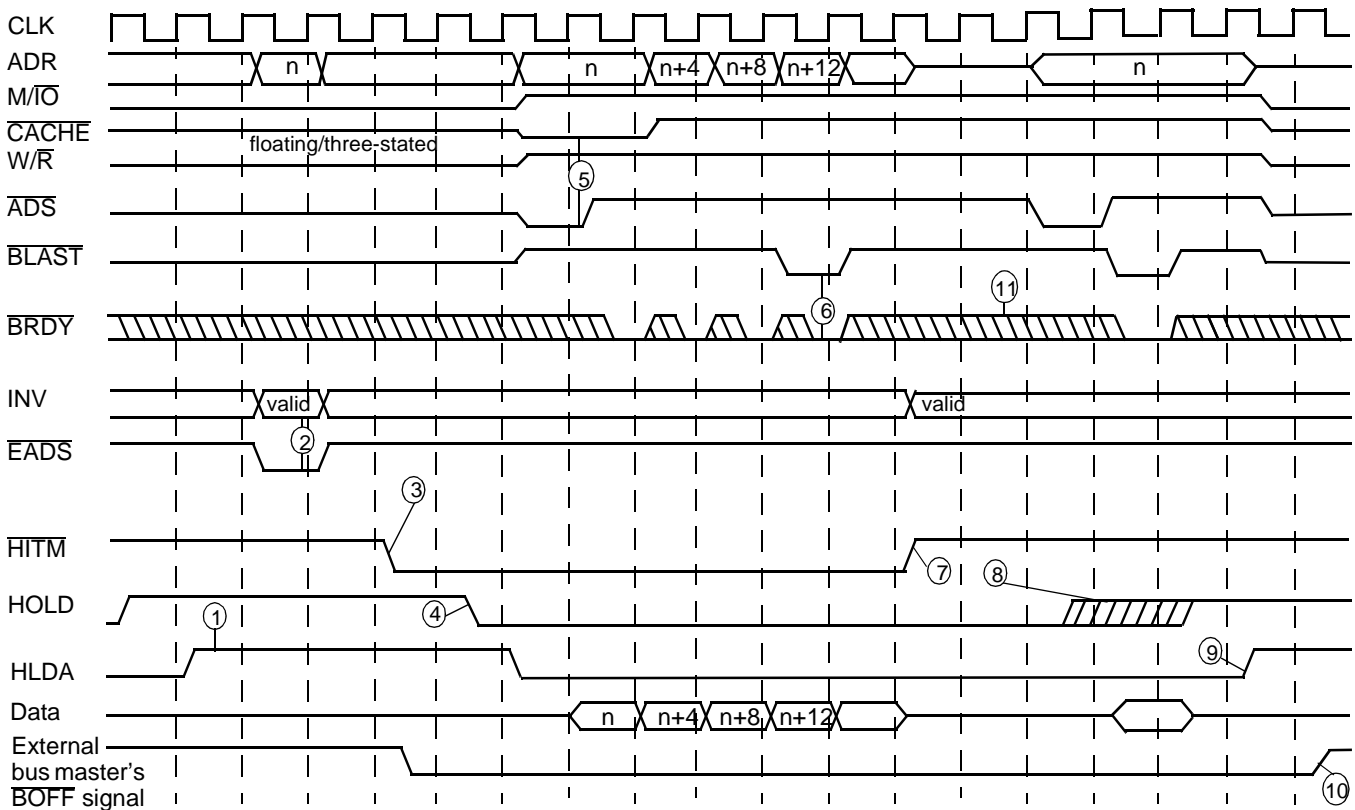 CLK
ADR n n n+4 n+8 n+12 n
M/IO
CACHE
floating/three-stated
W/R
5
ADS
BLAST
11
6
BRDY
INV valid valid
2
EADS
3
HITM
7
8
HOLD 4
1
9
HLDA
Data n n+4 n+8 n+12
External
bus master's
BOFF signal
10